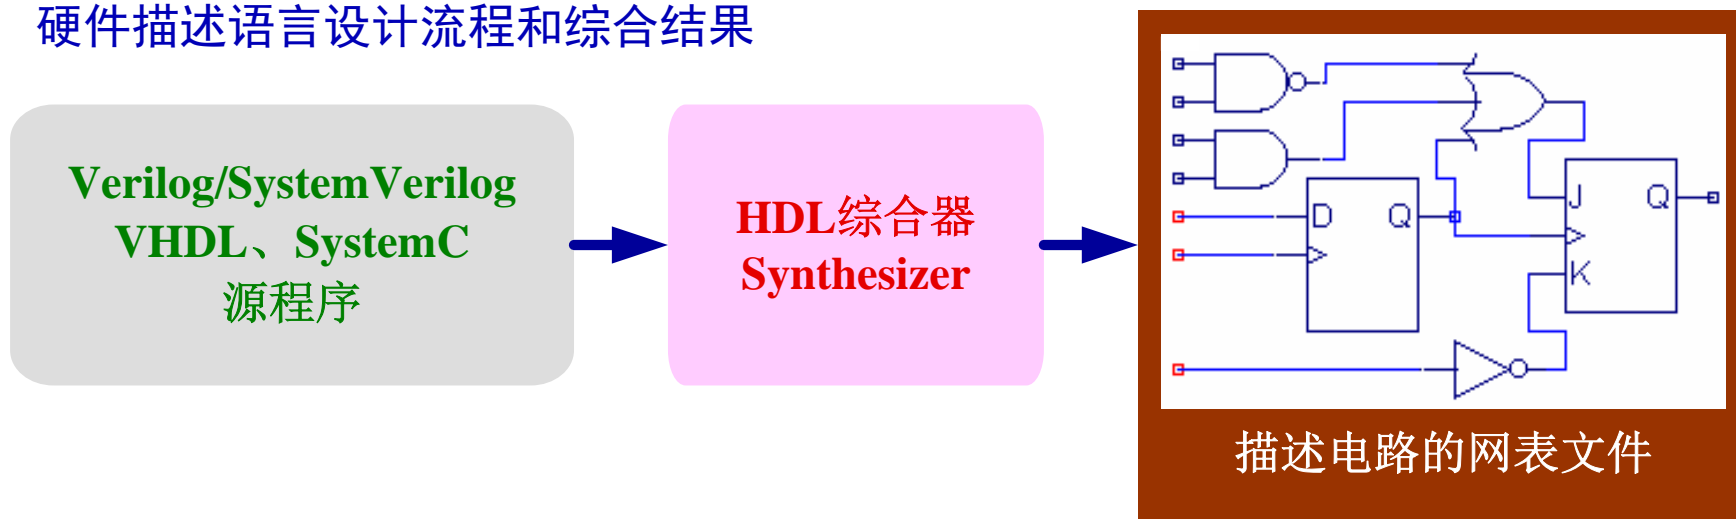 硬件描述语言设计流程和综合结果
Verilog/SystemVerilog
VHDL、SystemC
源程序
HDL综合器
Synthesizer
D
Q
J
Q
K
描述电路的网表文件